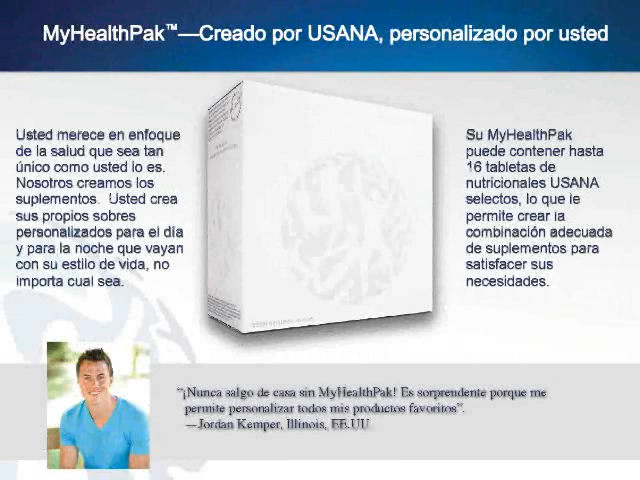 MyHealthPak™—Creado por USANA, personalizado por usted
Usted merece en enfoque
de la salud que sea tan
único como usted lo es.
Nosotros creamos los
suplementos. Usted crea
sus propios sobres
personalizados para el día
y para la noche que vayan
con su estilo de vida, no
importa cual sea.
Su MyHealthPak
puede contener hasta
16 tabletas de
nutricionales USANA
selectos, lo que le
permite crear la
combinación adecuada
de suplementos para
satisfacer sus
necesidades.
“¡Nunca salgo de casa sin MyHealthPak! Es sorprendente porque me
permite personalizar todos mis productos favoritos”.
—Jordan Kemper, Illinois, EE.UU